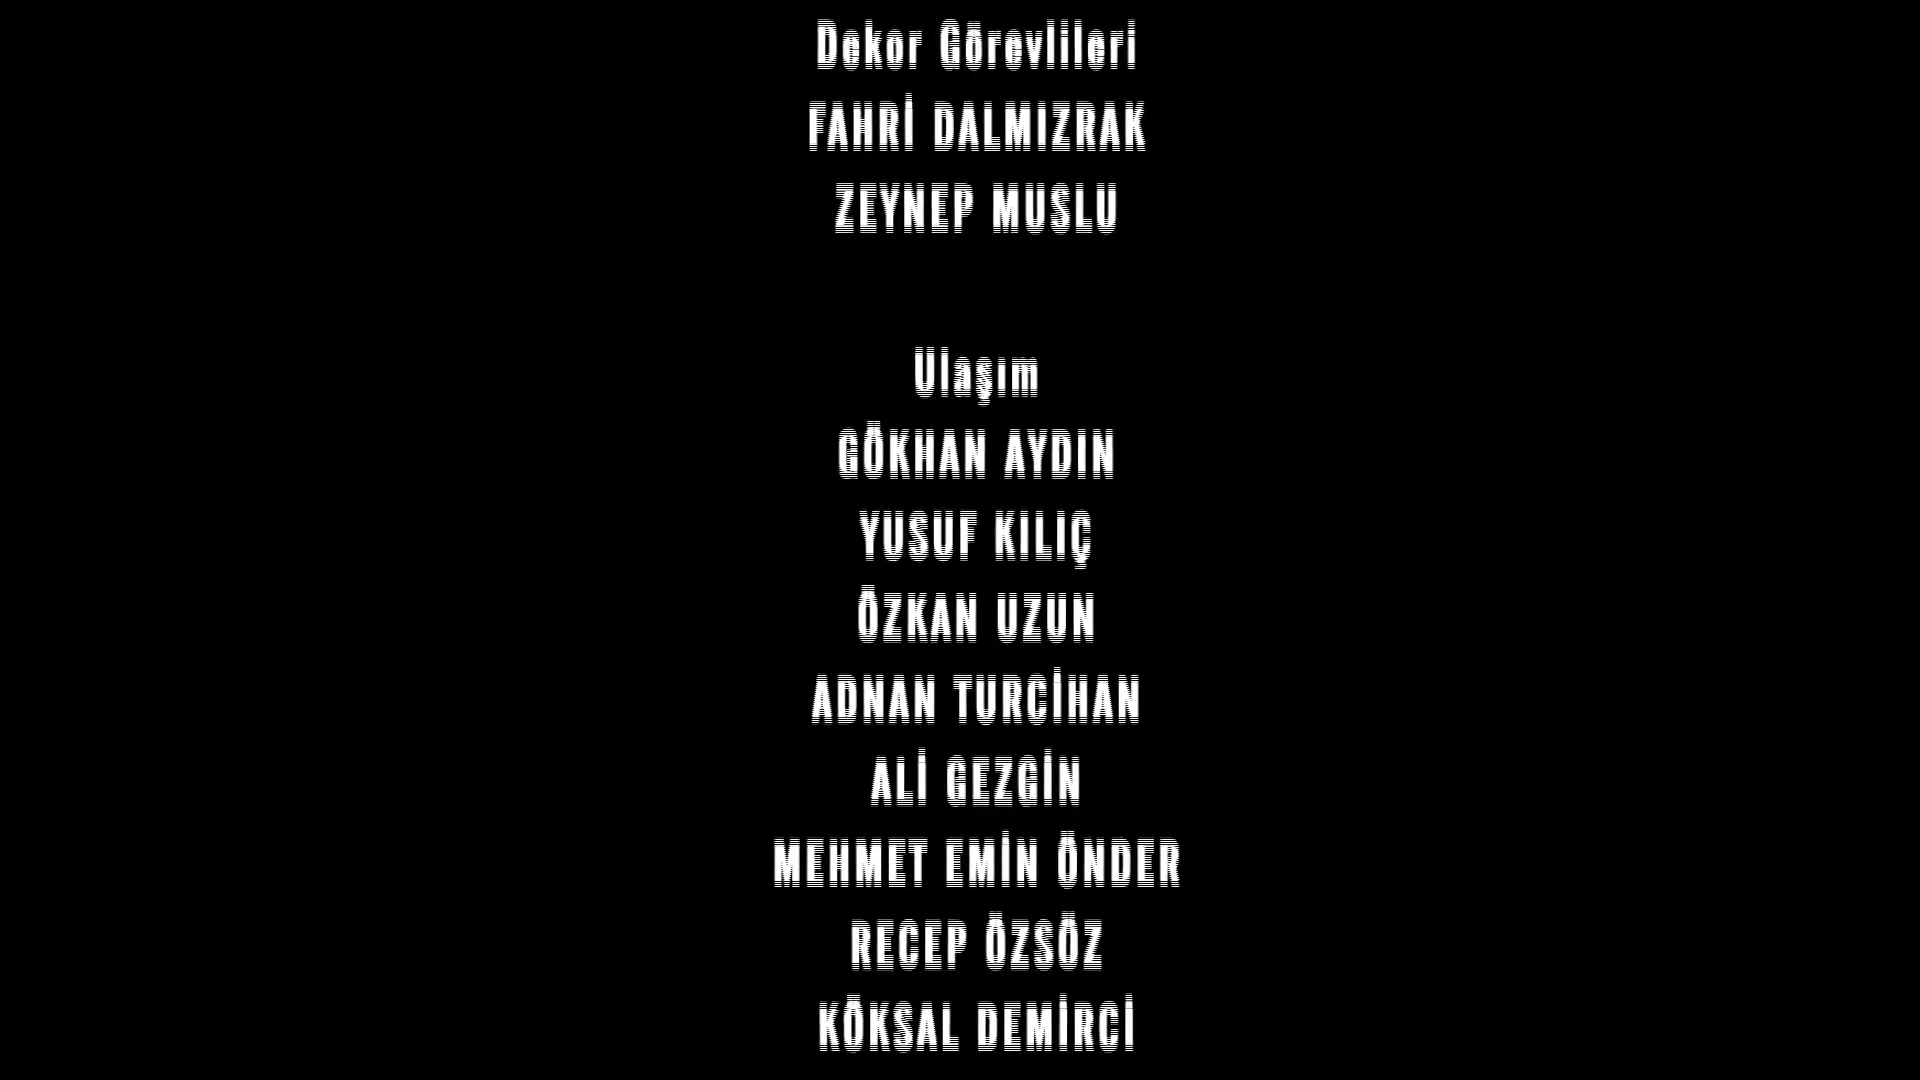 Dekor Görevlileri
FAHRİ DALMIZRAK
ZEYNEP MUSLU
Ulaşım
GÖKHAN AYDIN
YUSUF KILIÇ
ÖZKAN UZUN
ADNAN TURCİHAN
ALİ GEZGİN
MEHMET EMİN ÖNDER
RECEP ÖZSÖZ
KÖKSAL DEMİRCİ